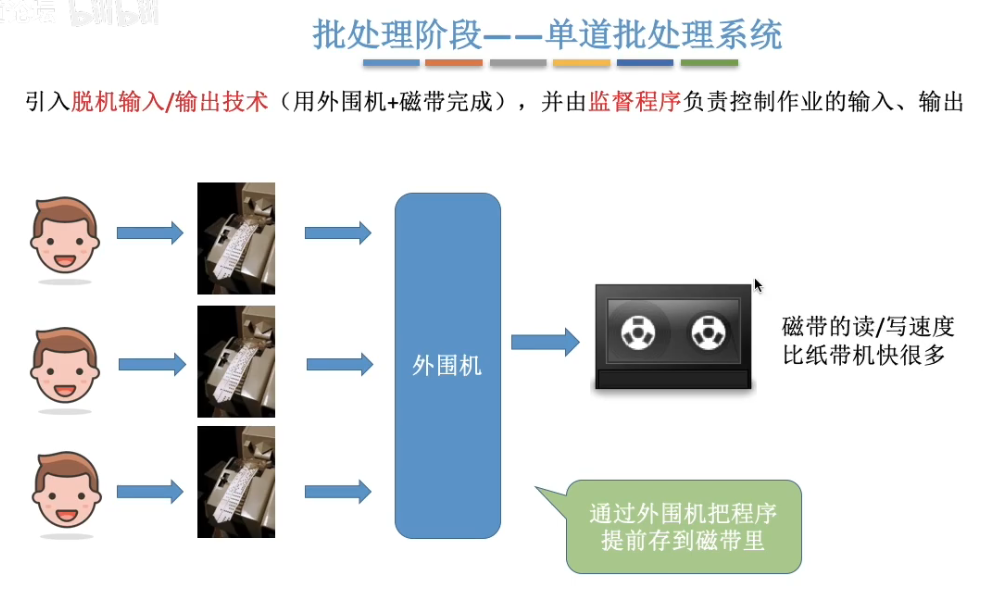 批处理阶段——单道批处理系统
引入脱机输入/输出技术（用外围机+磁带完成），并由监督程序负责控制作业的输入、输出
外围机
磁带的读/写速度
比纸带机快很多
通过外围机把程序
提前存到磁带里